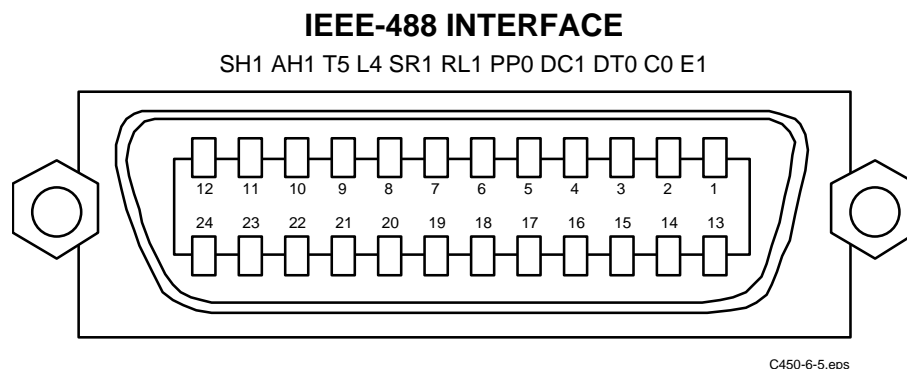 IEEE-488 INTERFACE
SH1 AH1 T5 L4 SR1 RL1 PP0 DC1 DT0 C0 E1
12 11 10 9 8 7 6 5 4 3 2 1
24 23 22 21 20 19 18 17 16 15 14 13
C450-6-5.eps